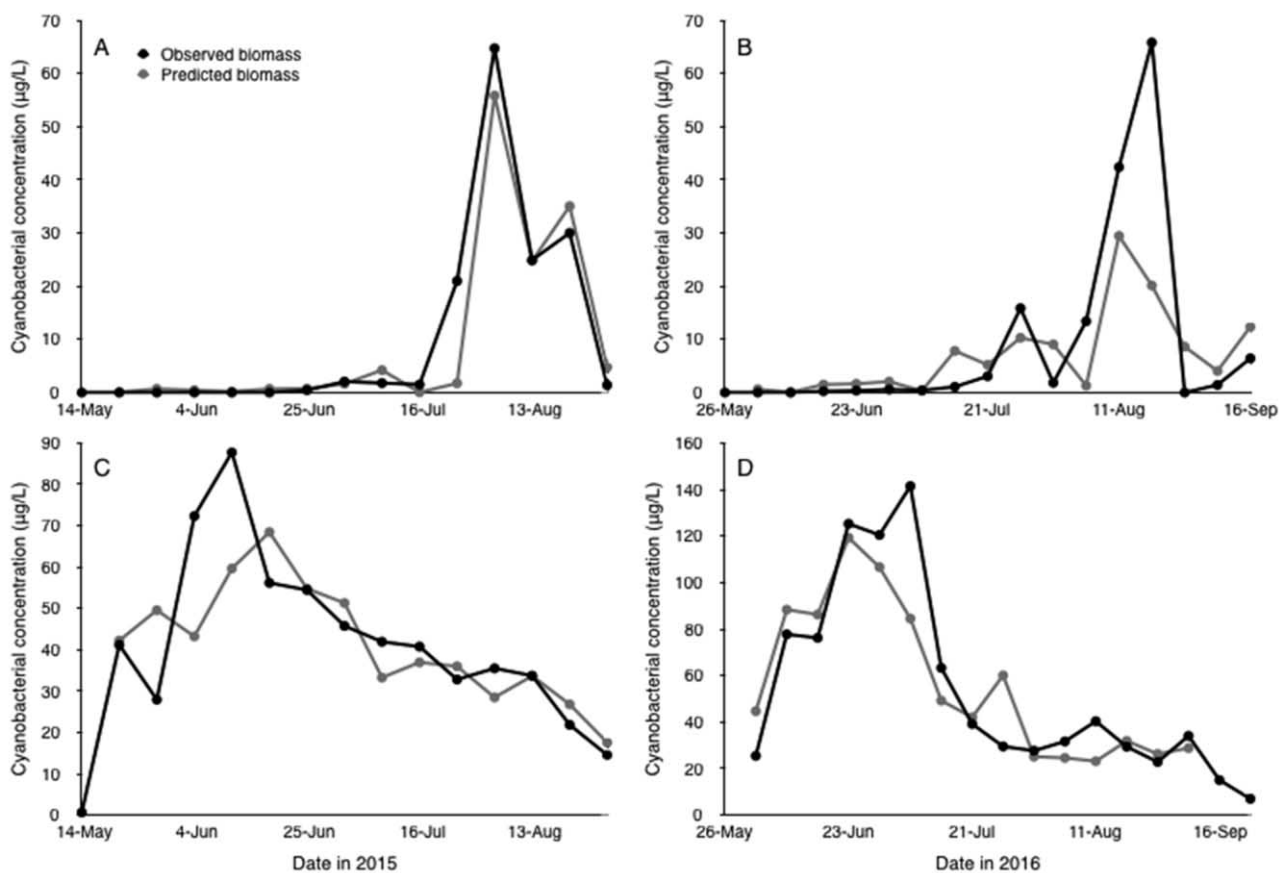 A
Observed biomass
Predicted biomass
Cyanobacterial concentration (µg/L)
70
60
50
40
30
20
10
0
14-May
4-Jun
25-Jun
16-Jul
13-Aug
B
Cyanobacterial concentration (µg/L)
70
60
50
40
30
20
10
0
26-May
23-Jun
21-Jul
11-Aug
16-Sep
C
Cyanobacterial concentration (µg/L)
90
80
70
60
50
40
30
20
10
0
14-May
4-Jun
25-Jun
16-Jul
13-Aug
Date in 2015
D
Cyanobacterial concentration (µg/L)
160
140
120
100
80
60
40
20
0
26-May
23-Jun
21-Jul
11-Aug
16-Sep
Date in 2016